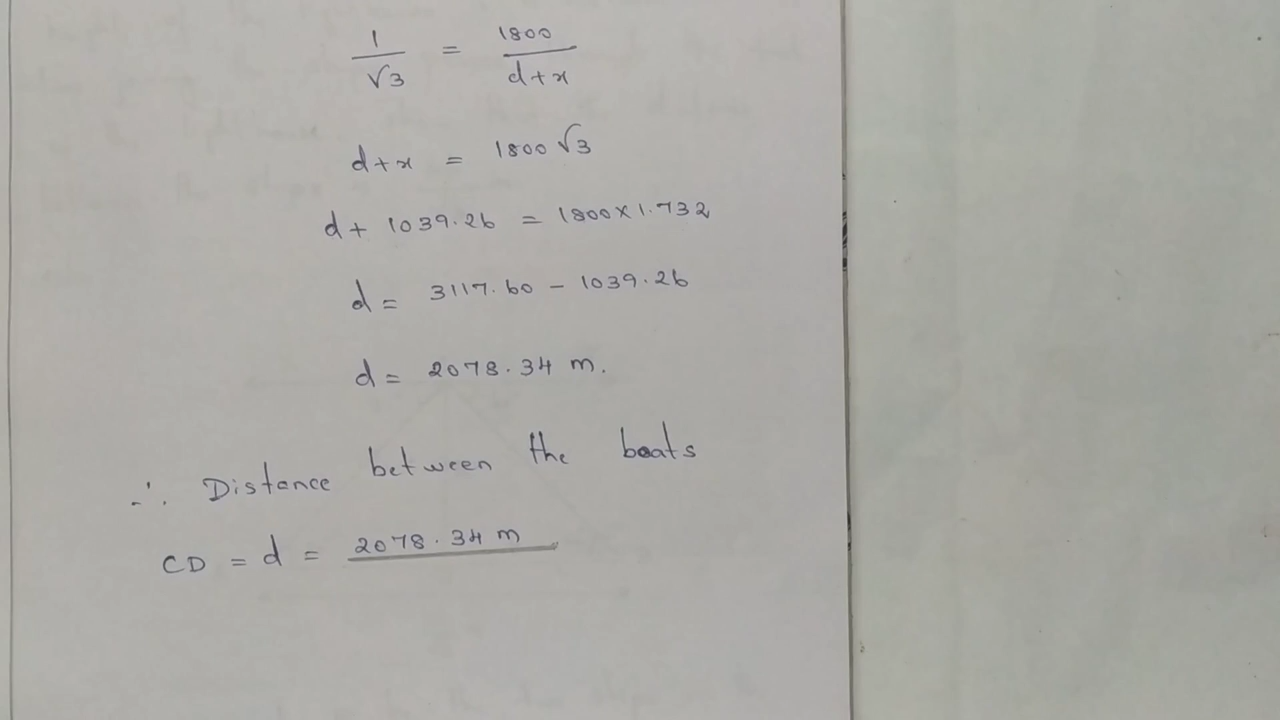 1/√3 = 1800/d+x
d+x = 1800√3
d+ 1039.26 = 1800×1.732
d= 3117.60 - 1039.26
d= 2078.34 m.
∴ Distance between the boats
CD = d = 2078.34 m